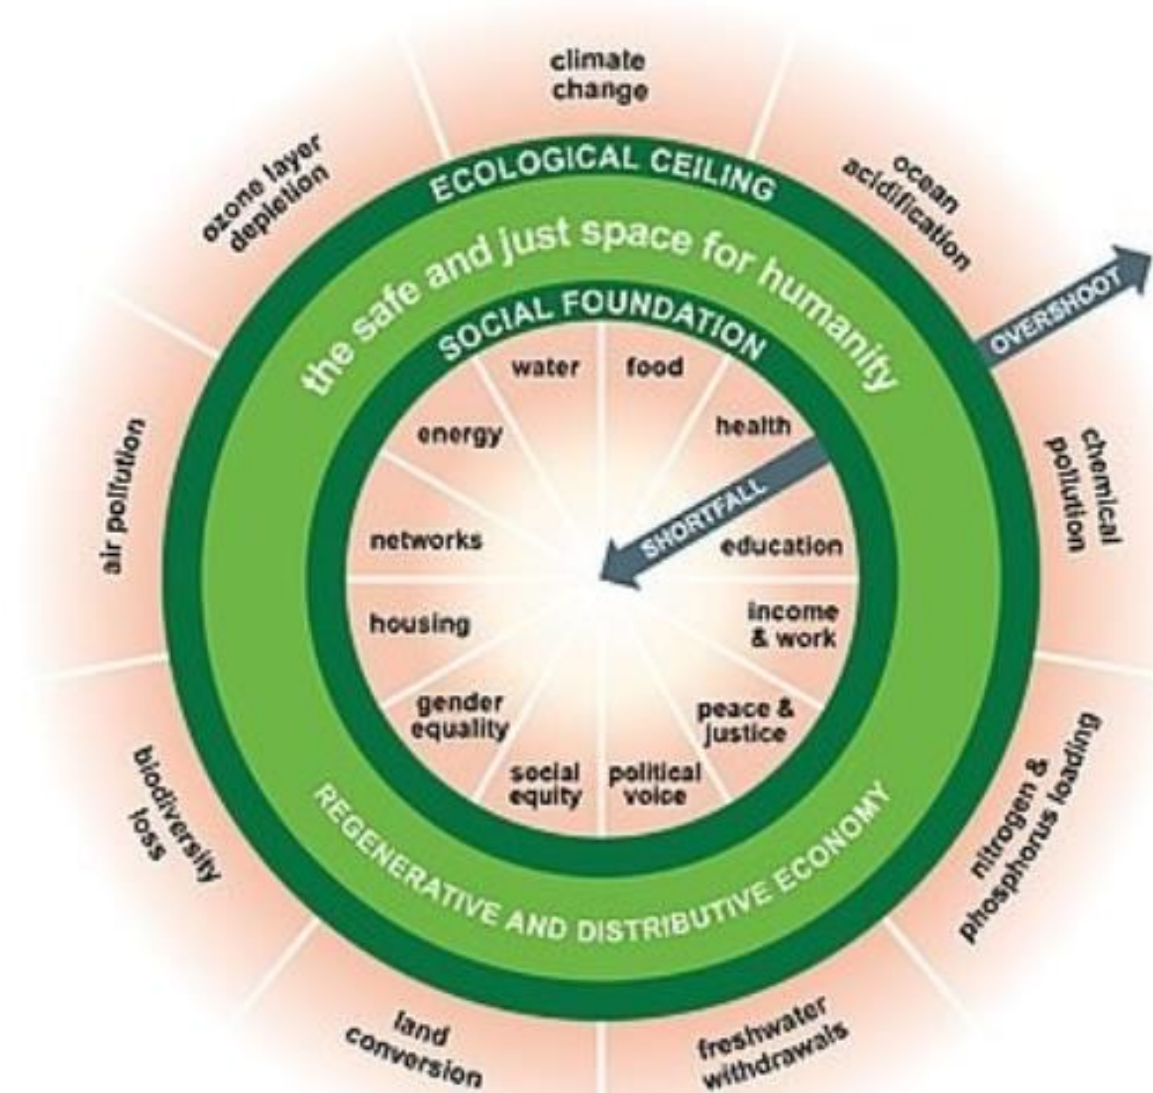 climate
change
ocean
acidification
OVERSHOOT
chemical
pollution
nitrogen &
phosphorus loading
freshwater
withdrawals
land
conversion
biodiversity
loss
air pollution
ozone layer
depletion
ECOLOGICAL CEILING
the safe and just space for humanity
SOCIAL FOUNDATION
water
food
health
SHORTFALL
education
income
& work
peace &
justice
political
voice
social
equity
gender
equality
housing
networks
energy
REGENERATIVE AND DISTRIBUTIVE ECONOMY